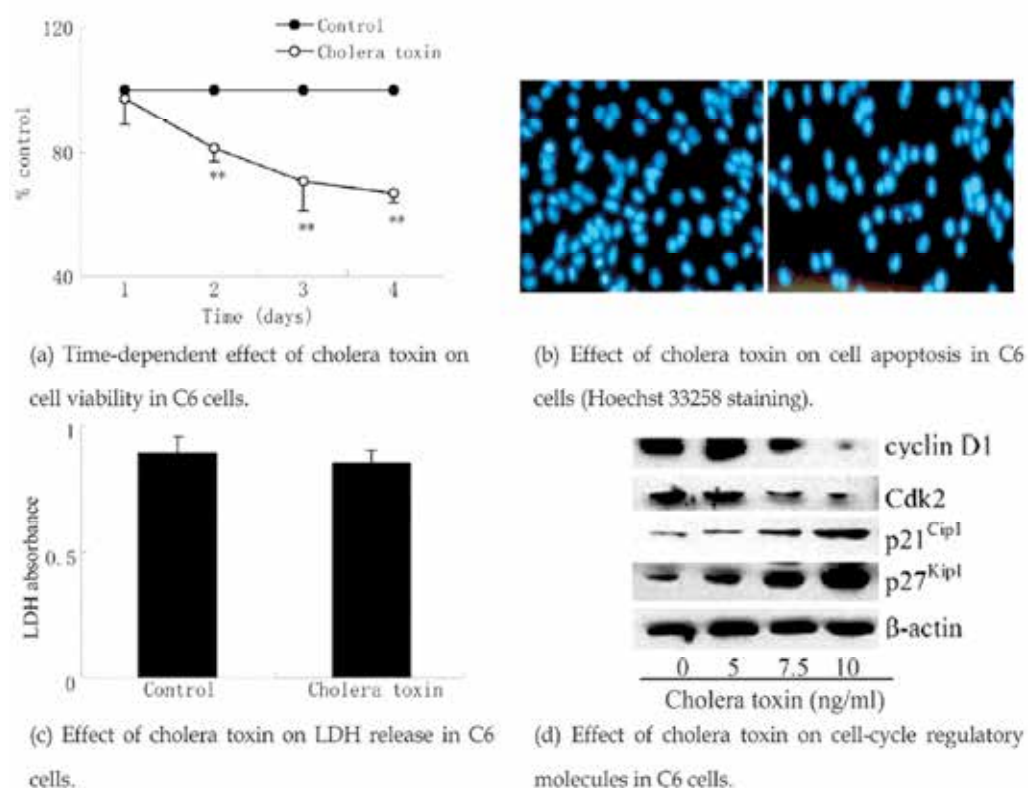 120
Control
Cholera toxin
% control
80
**
**
**
40
1 2 3 4
Time (days)
(a) Time-dependent effect of cholera toxin on
cell viability in C6 cells.
(b) Effect of cholera toxin on cell apoptosis in C6
cells (Hoechst 33258 staining).
1
LDH absorbance
0.5
0
Control Cholera toxin
(c) Effect of cholera toxin on LDH release in C6
cells.
cyclin D1
Cdk2
p21^Cip1
p27^Kip1
β-actin
0 5 7.5 10
Cholera toxin (ng/ml)
(d) Effect of cholera toxin on cell-cycle regulatory
molecules in C6 cells.